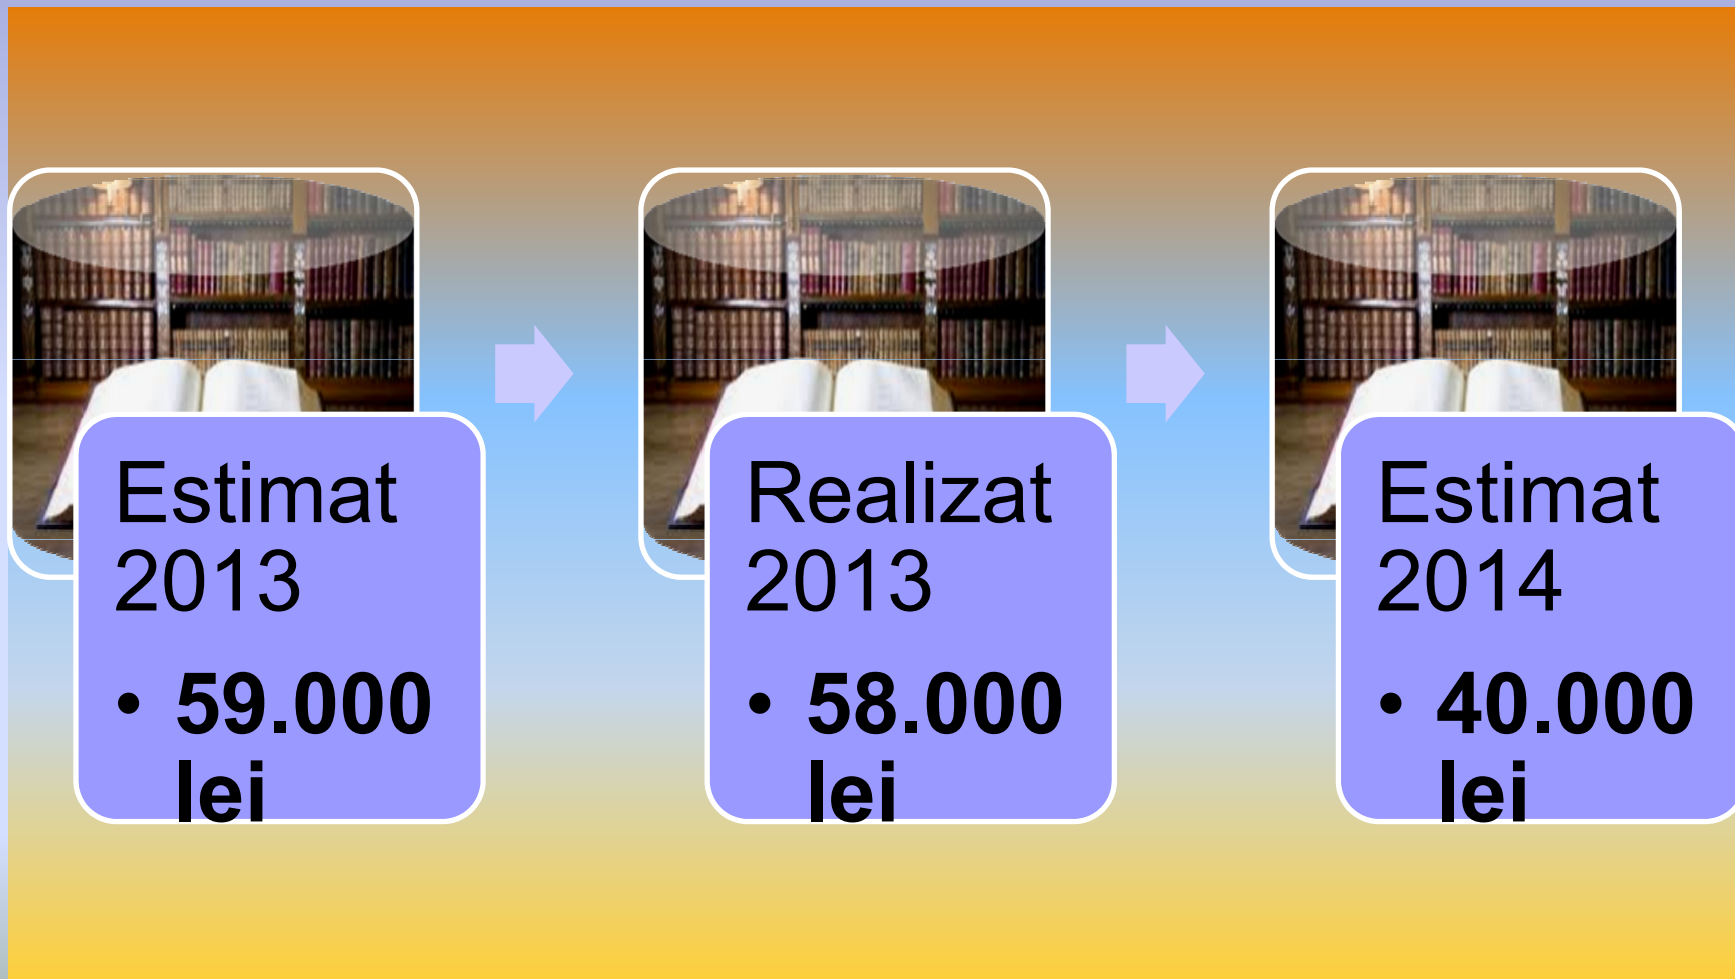 Estimat
2013
• 59.000
lei
Realizat
2013
• 58.000
lei
Estimat
2014
• 40.000
lei